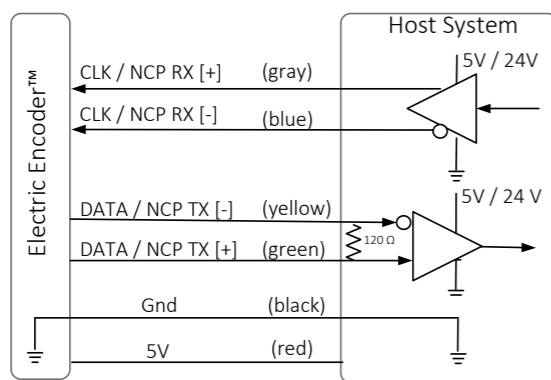 Host System
5V / 24V
CLK / NCP RX [+] (gray)
CLK / NCP RX [-] (blue)
Electric Encoder™
5V / 24 V
DATA / NCP TX [-] (yellow)
120 Ω
DATA / NCP TX [+] (green)
Gnd (black)
5V (red)